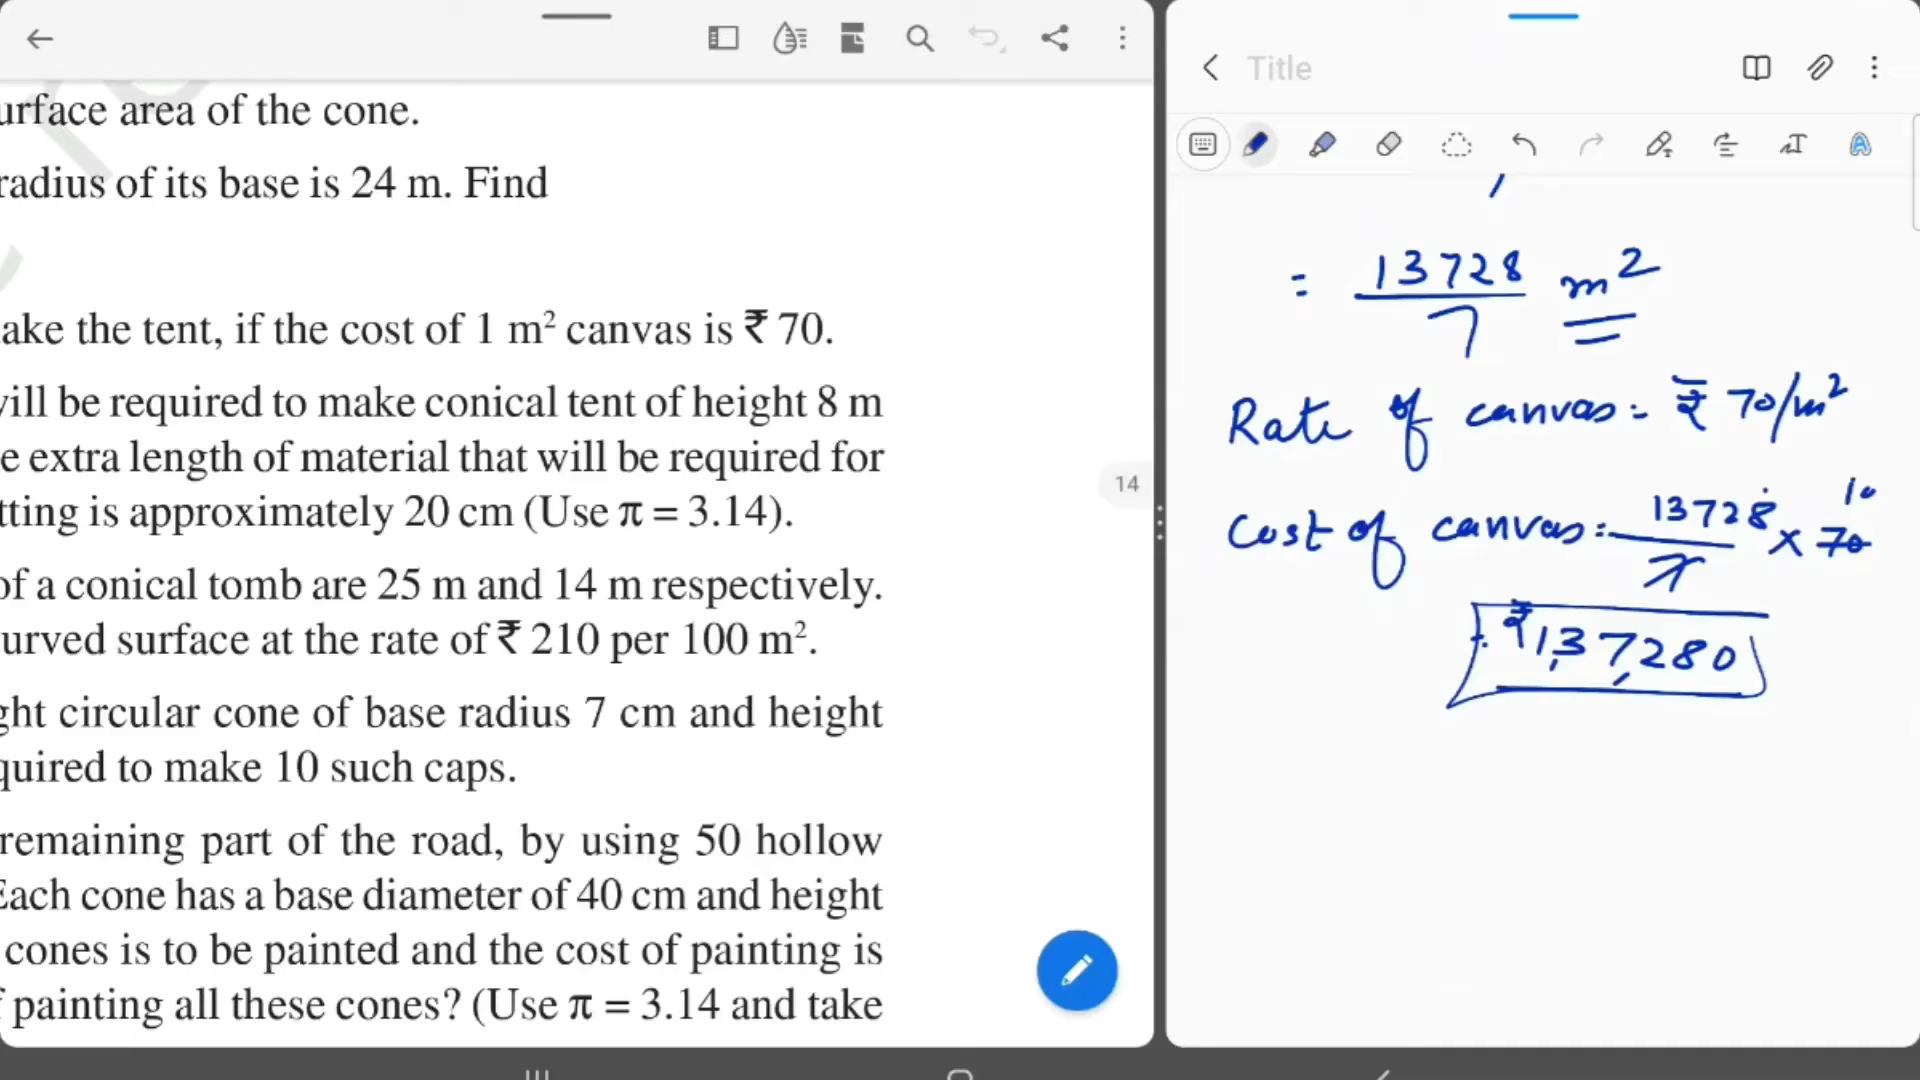 urface area of the cone.
radius of its base is 24 m. Find
ake the tent, if the cost of 1 m² canvas is ₹ 70.
will be required to make conical tent of height 8 m
e extra length of material that will be required for
tting is approximately 20 cm (Use π = 3.14).
of a conical tomb are 25 m and 14 m respectively.
urved surface at the rate of ₹ 210 per 100 m².
ght circular cone of base radius 7 cm and height
quired to make 10 such caps.
remaining part of the road, by using 50 hollow
Each cone has a base diameter of 40 cm and height
cones is to be painted and the cost of painting is
f painting all these cones? (Use π = 3.14 and take
14
Title
= 13728/7 m²
Rate of canvas = ₹ 70/m²
Cost of canvas = 13728/7 × 70 10
= ₹1,37,280